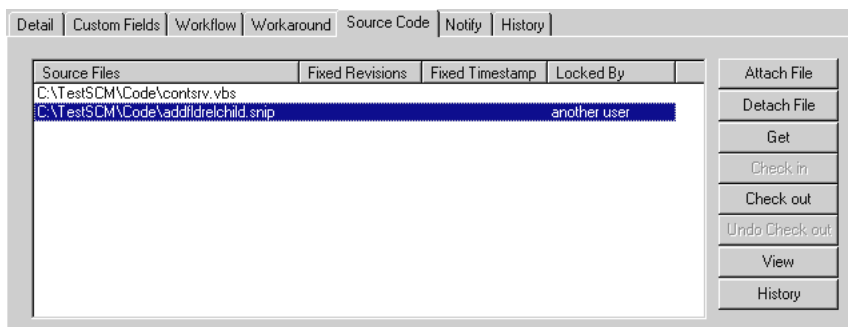 Detail Custom Fields Workflow Workaround Source Code Notify History
Source Files Fixed Revisions Fixed Timestamp Locked By
C:\TestSCM\Code\contsrv.vbs
C:\TestSCM\Code\addfldrelchild.snip another user
Attach File
Detach File
Get
Check in
Check out
Undo Check out
View
History